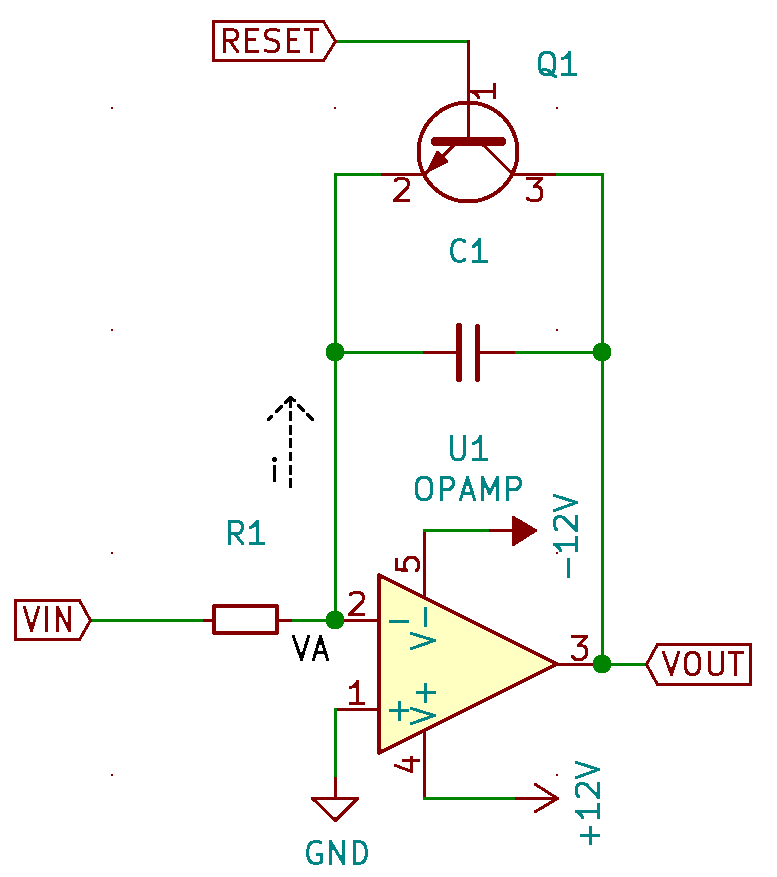 RESET
Q1
1
2
3
C1
i
U1
OPAMP
-12V
R1
5
VIN
VA
2
-
V-
3
VOUT
1
+
V+
4
+12V
GND